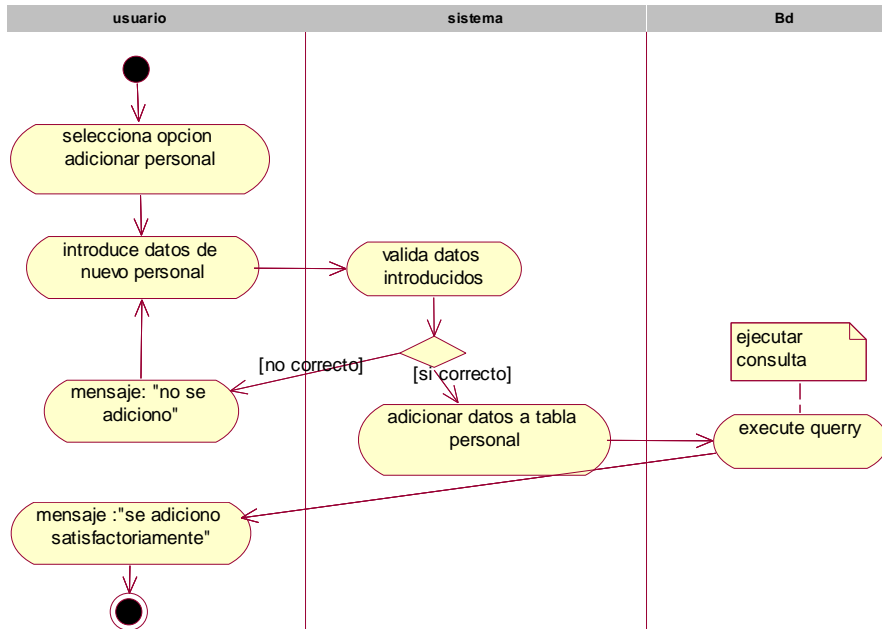 usuario
sistema
Bd
selecciona opcion
adicionar personal
introduce datos de
nuevo personal
valida datos
introducidos
ejecutar
consulta
[no correcto]
[si correcto]
mensaje: "no se
adiciono"
adicionar datos a tabla
personal
execute querry
mensaje :"se adiciono
satisfactoriamente"